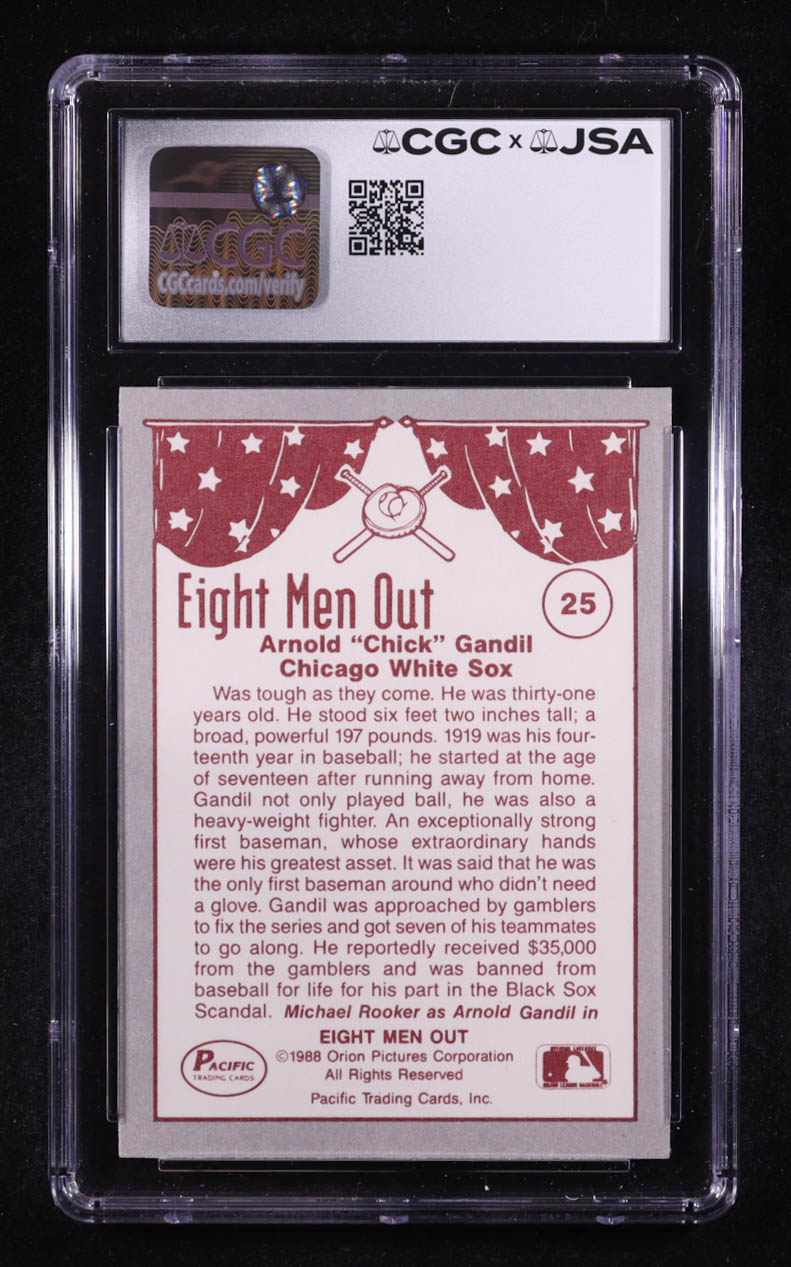 CGC x JSA
CGC
CGCcards.com/verify
Eight Men Out
25
Arnold “Chick” Gandil
Chicago White Sox
Was tough as they come. He was thirty-one
years old. He stood six feet two inches tall; a
broad, powerful 197 pounds. 1919 was his four-
teenth year in baseball; he started at the age
of seventeen after running away from home.
Gandil not only played ball, he was also a
heavy-weight fighter. An exceptionally strong
first baseman, whose extraordinary hands
were his greatest asset. It was said that he was
the only first baseman around who didn't need
a glove. Gandil was approached by gamblers
to fix the series and got seven of his teammates
to go along. He reportedly received $35,000
from the gamblers and was banned from
baseball for life for his part in the Black Sox
Scandal. Michael Rooker as Arnold Gandil in
EIGHT MEN OUT
©1988 Orion Pictures Corporation
All Rights Reserved
Pacific Trading Cards, Inc.
PACIFIC
TRADING CARDS
MAJOR LEAGUE BASEBALL